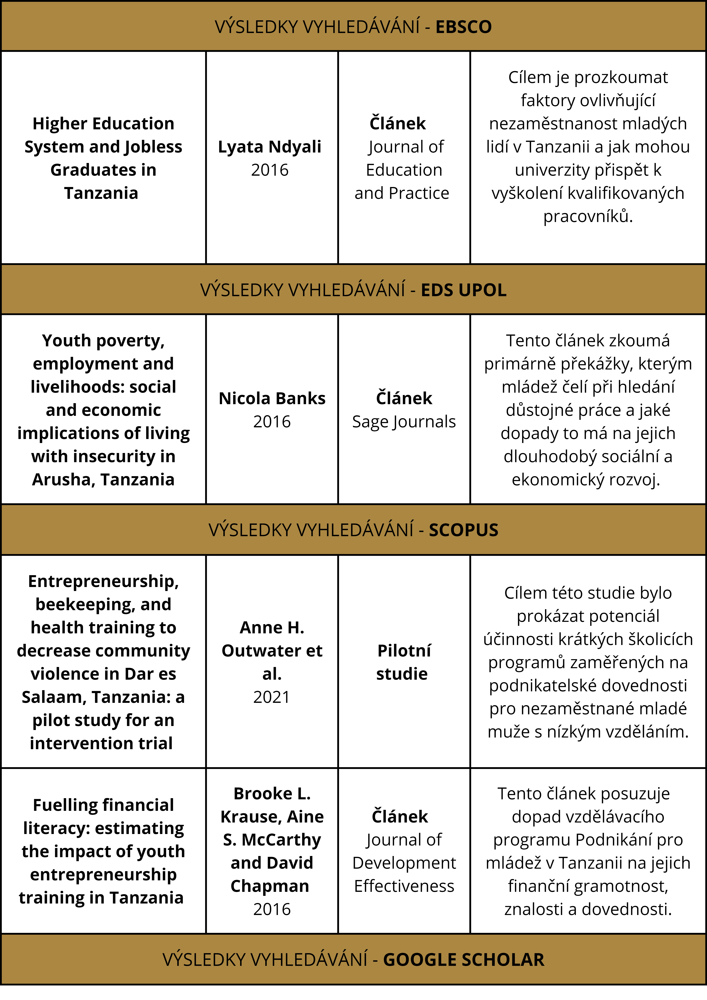 VÝSLEDKY VYHLEDÁVÁNÍ - EBSCO
Higher Education
System and Jobless
Graduates in
Tanzania
Lyata Ndyali
2016
Článek
Journal of
Education
and Practice
Cílem je prozkoumat
faktory ovlivňující
nezaměstnanost mladých
lidí v Tanzanii a jak mohou
univerzity přispět k
vyškolení kvalifikovaných
pracovníků.
VÝSLEDKY VYHLEDÁVÁNÍ - EDS UPOL
Youth poverty,
employment and
livelihoods: social
and economic
implications of living
with insecurity in
Arusha, Tanzania
Nicola Banks
2016
Článek
Sage Journals
Tento článek zkoumá
primárně překážky, kterým
mládež čelí při hledání
důstojné práce a jaké
dopady to má na jejich
dlouhodobý sociální a
ekonomický rozvoj.
VÝSLEDKY VYHLEDÁVÁNÍ - SCOPUS
Entrepreneurship,
beekeeping, and
health training to
decrease community
violence in Dar es
Salaam, Tanzania: a
pilot study for an
intervention trial
Anne H.
Outwater et
al.
2021
Pilotní
studie
Cílem této studie bylo
prokázat potenciál
účinnosti krátkých školicích
programů zaměřených na
podnikatelské dovednosti
pro nezaměstnané mladé
muže s nízkým vzděláním.
Fuelling financial
literacy: estimating
the impact of youth
entrepreneurship
training in Tanzania
Brooke L.
Krause, Aine
S. McCarthy
and David
Chapman
2016
Článek
Journal of
Development
Effectiveness
Tento článek posuzuje
dopad vzdělávacího
programu Podnikání pro
mládež v Tanzanii na jejich
finanční gramotnost,
znalosti a dovednosti.
VÝSLEDKY VYHLEDÁVÁNÍ - GOOGLE SCHOLAR